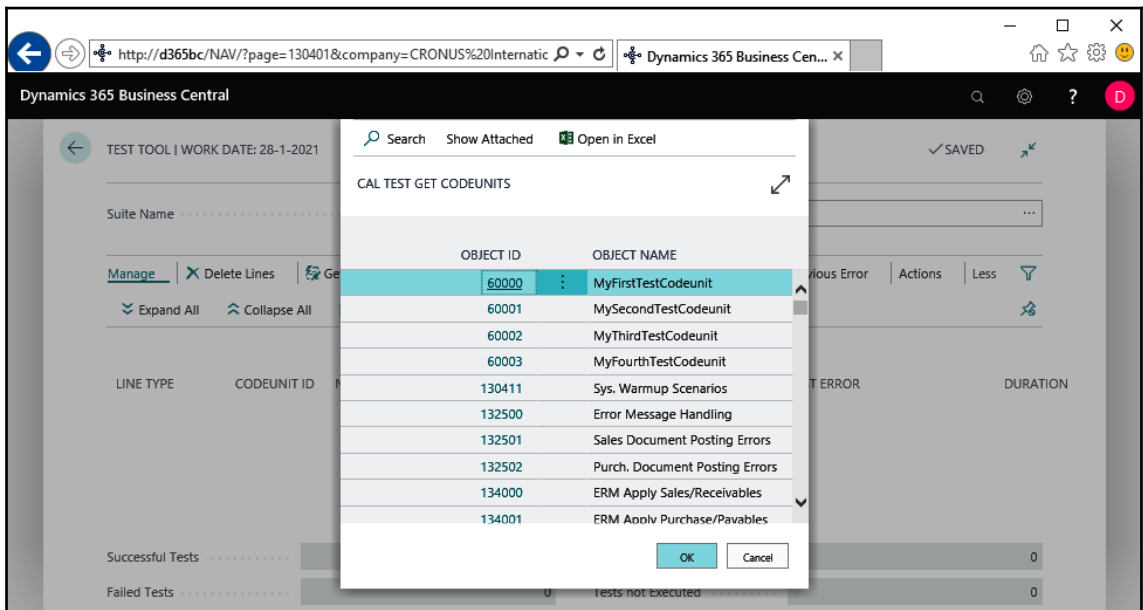 http://d365bc/NAV/?page=130401&company=CRONUS%20Internatic
Dynamics 365 Business Cen...
Dynamics 365 Business Central
?
D
Search Show Attached Open in Excel
TEST TOOL | WORK DATE: 28-1-2021
SAVED
CAL TEST GET CODEUNITS
Suite Name
...
OBJECT ID OBJECT NAME
Manage Delete Lines Ge
vious Error Actions Less
60000 MyFirstTestCodeunit
Expand All Collapse All
60001 MySecondTestCodeunit
60002 MyThirdTestCodeunit
60003 MyFourthTestCodeunit
LINE TYPE CODEUNIT ID N
T ERROR DURATION
130411 Sys. Warmup Scenarios
132500 Error Message Handling
132501 Sales Document Posting Errors
132502 Purch. Document Posting Errors
134000 ERM Apply Sales/Receivables
134001 ERM Apply Purchase/Payables
OK Cancel
Successful Tests 0
Failed Tests 0 Tests not Executed 0